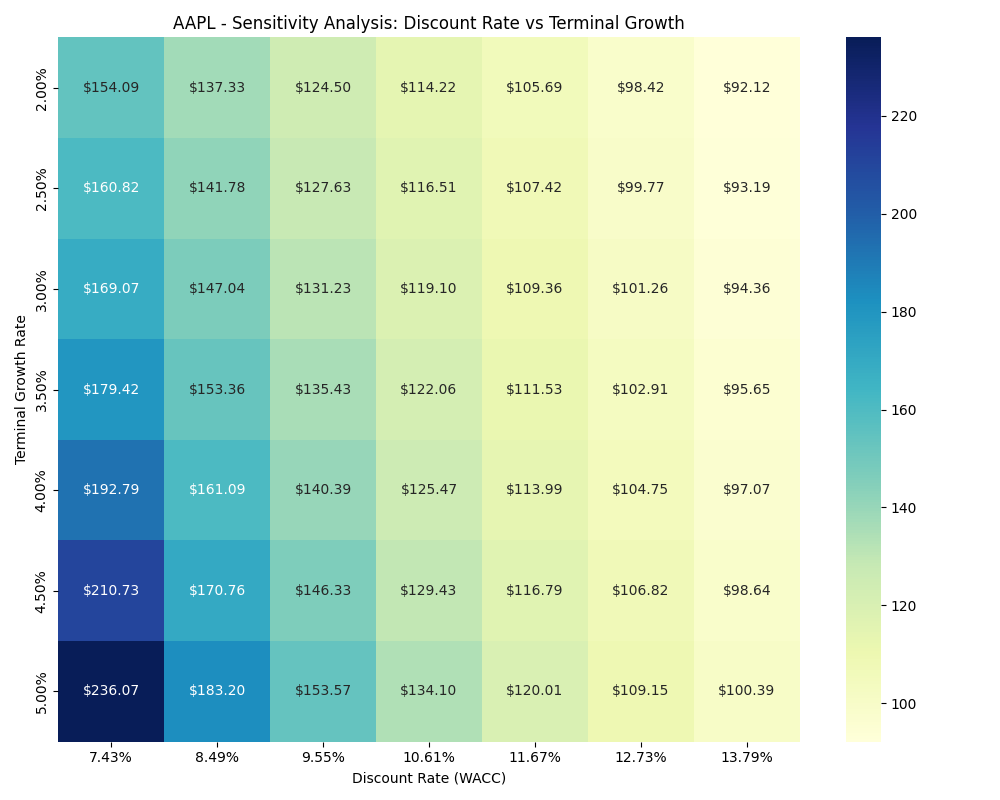 AAPL - Sensitivity Analysis: Discount Rate vs Terminal Growth
Terminal Growth Rate
2.00% $154.09 $137.33 $124.50 $114.22 $105.69 $98.42 $92.12
2.50% $160.82 $141.78 $127.63 $116.51 $107.42 $99.77 $93.19
3.00% $169.07 $147.04 $131.23 $119.10 $109.36 $101.26 $94.36
3.50% $179.42 $153.36 $135.43 $122.06 $111.53 $102.91 $95.65
4.00% $192.79 $161.09 $140.39 $125.47 $113.99 $104.75 $97.07
4.50% $210.73 $170.76 $146.33 $129.43 $116.79 $106.82 $98.64
5.00% $236.07 $183.20 $153.57 $134.10 $120.01 $109.15 $100.39
7.43% 8.49% 9.55% 10.61% 11.67% 12.73% 13.79%
Discount Rate (WACC)
220
200
180
160
140
120
100